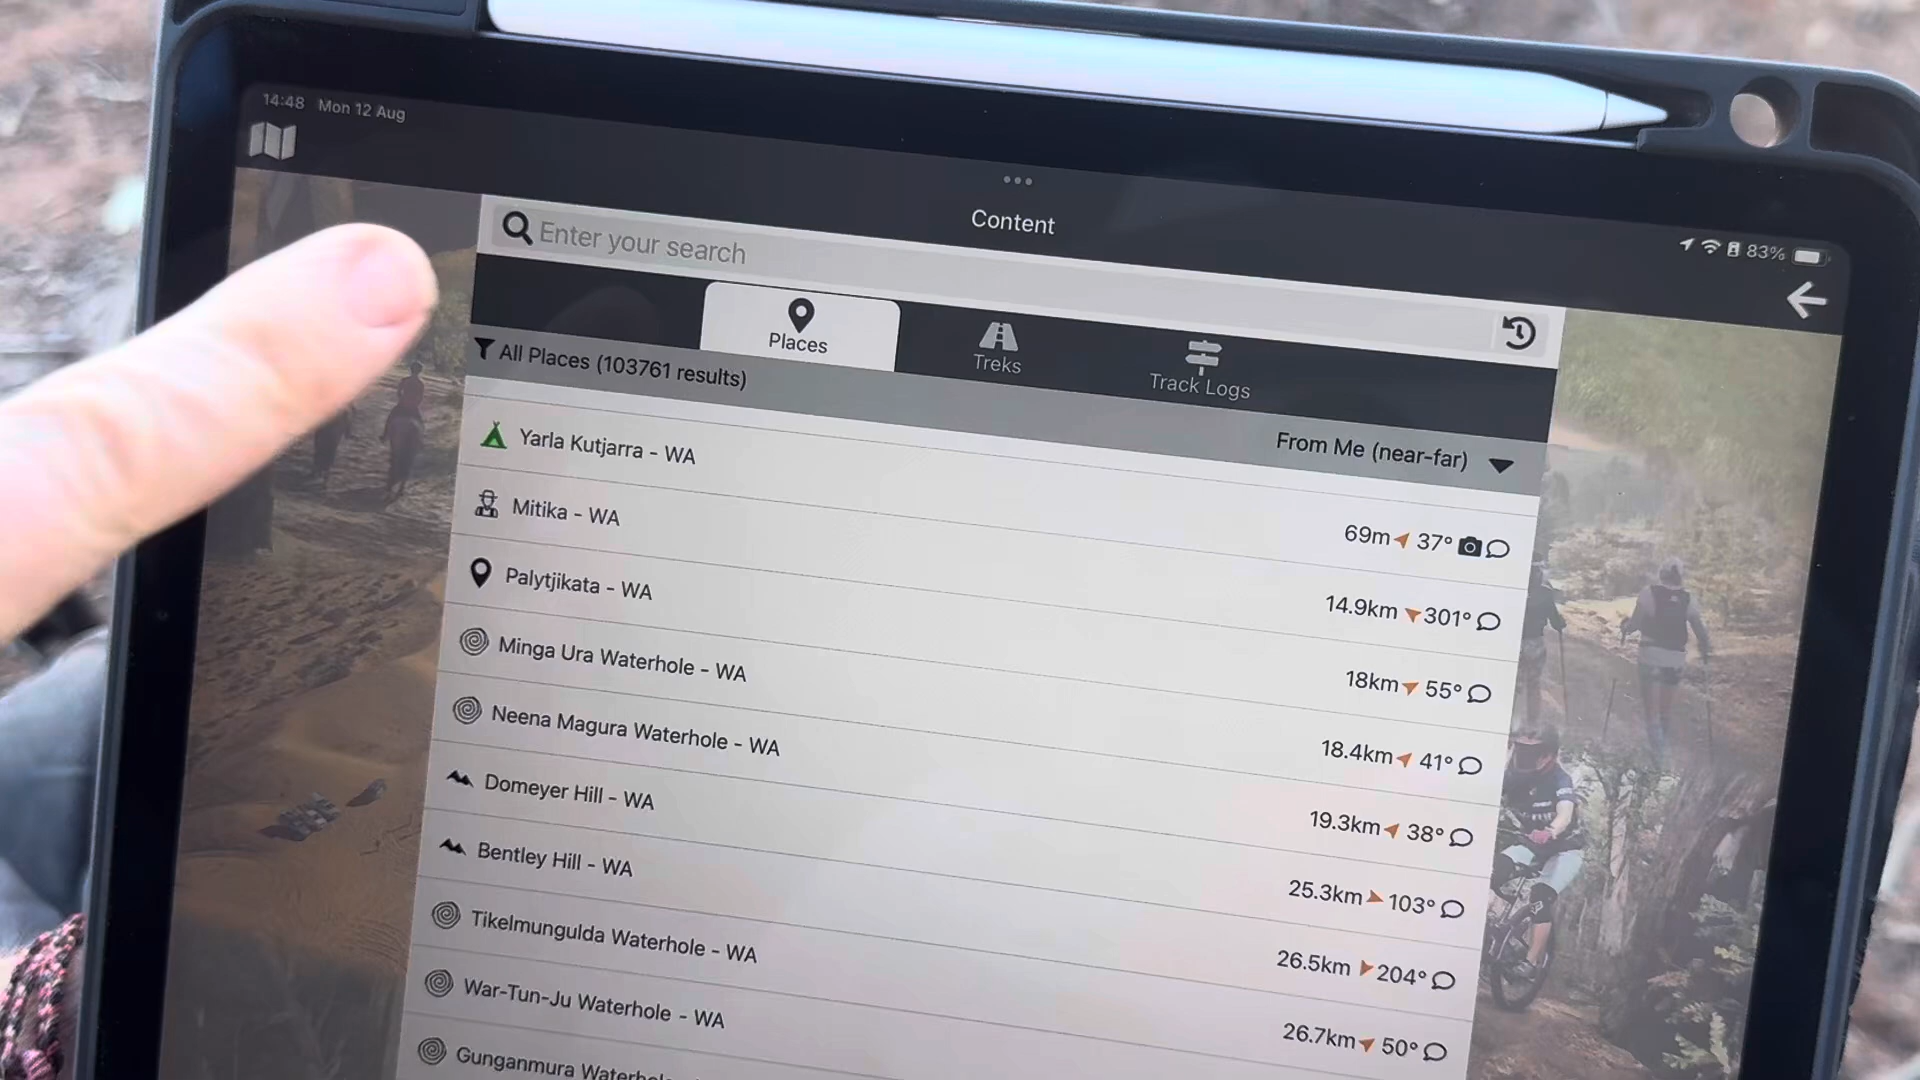 14:48 Mon 12 Aug
Content
83%
Enter your search
Places
Treks
Track Logs
All Places (103761 results)
From Me (near-far)
Yarla Kutjarra - WA
69m 37°
Mitika - WA
14.9km 301°
Palytjikata - WA
18km 55°
Minga Ura Waterhole - WA
18.4km 41°
Neena Magura Waterhole - WA
19.3km 38°
Domeyer Hill - WA
25.3km 103°
Bentley Hill - WA
26.5km 204°
Tikelmungulda Waterhole - WA
26.7km 50°
War-Tun-Ju Waterhole - WA
Gunganmura